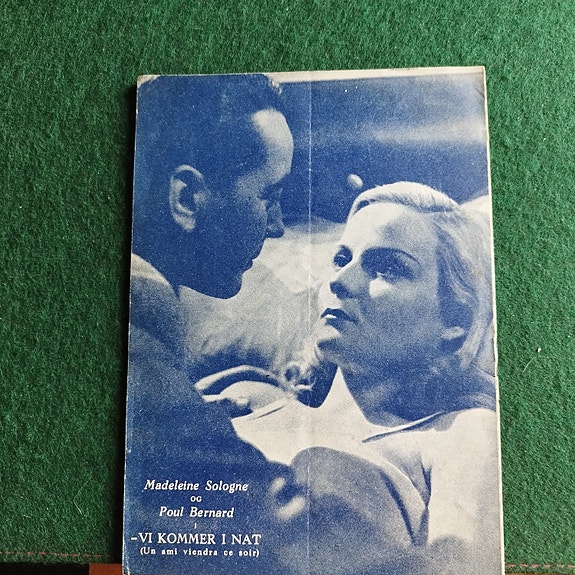 Madeleine Sologne
OG
Poul Bernard
I
-VI KOMMER I NAT
(Un ami viendra ce soir)